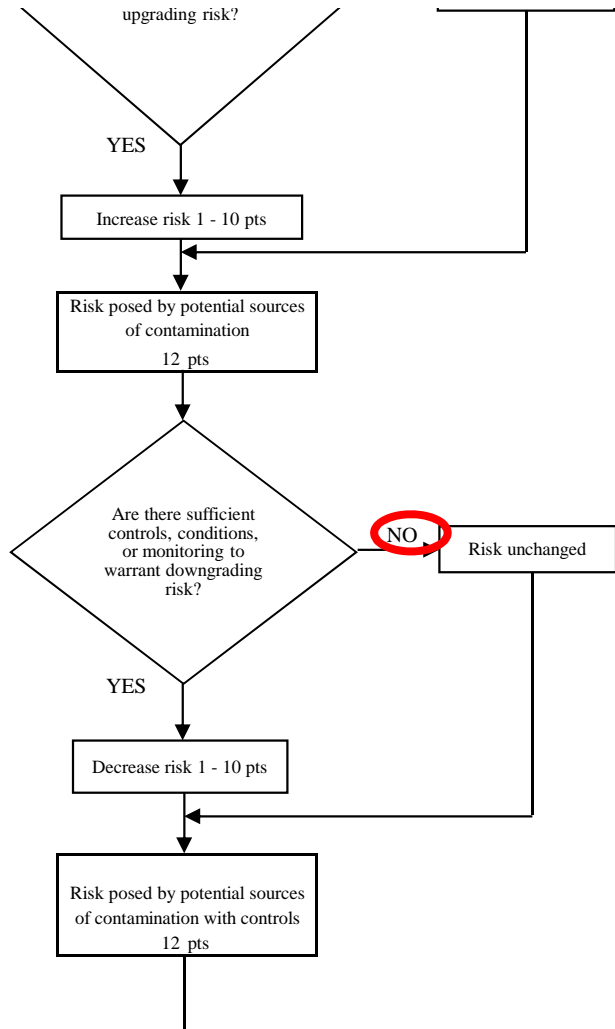 upgrading risk?
YES
Increase risk 1 - 10 pts
Risk posed by potential sources
of contamination
12 pts
Are there sufficient
controls, conditions,
or monitoring to
warrant downgrading
risk?
NO
Risk unchanged
YES
Decrease risk 1 - 10 pts
Risk posed by potential sources
of contamination with controls
12 pts